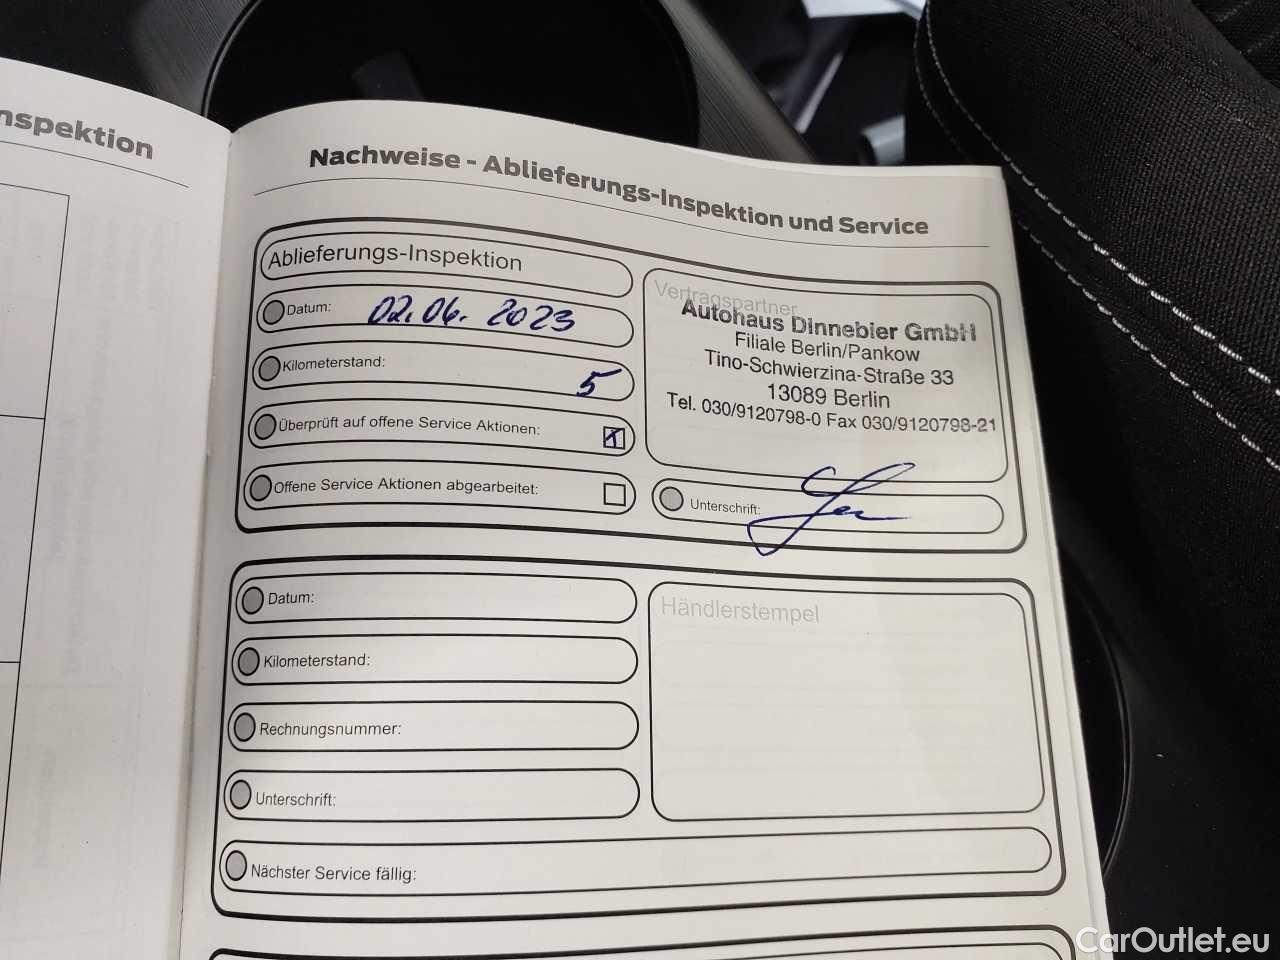 nspektion
Nachweise - Ablieferungs-Inspektion und Service
Ablieferungs-Inspektion
Datum: 02.06.2023
Kilometerstand: 5
Überprüft auf offene Service Aktionen:
Offene Service Aktionen abgearbeitet:
Vertragspartner
Autohaus Dinnebier GmbH
Filiale Berlin/Pankow
Tino-Schwierzina-Straße 33
13089 Berlin
Tel. 030/9120798-0 Fax 030/9120798-21
Unterschrift:
Datum:
Kilometerstand:
Rechnungsnummer:
Unterschrift:
Händlerstempel
Nächster Service fällig:
CarOutlet.eu